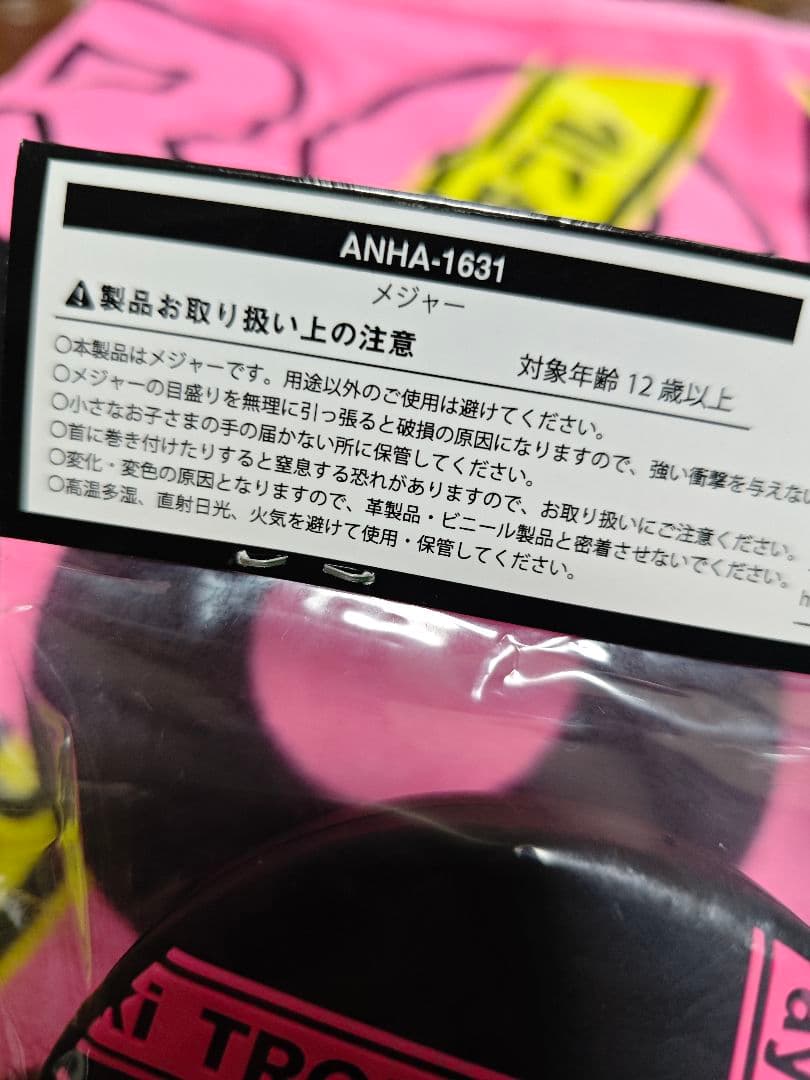 ANHA-1631
メジャー
製品お取り扱い上の注意
対象年齢 12 歳以上
○本製品はメジャーです。用途以外のご使用は避けてください。
○メジャーの目盛りを無理に引っ張ると破損の原因になりますので、強い衝撃を与えない
○小さなお子さまの手の届かない所に保管してください。
○首に巻き付けたりすると窒息する恐れがありますので、お取り扱いにご注意ください。
○変化・変色の原因となりますので、革製品・ビニール製品と密着させないでください。
○高温多湿、直射日光、火気を避けて使用・保管してください。
ki TRO
ay